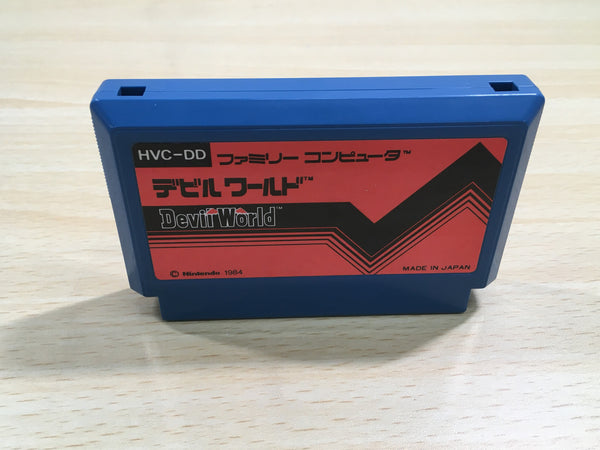 HVC-DD ファミリー コンピュータ™
デビル ワールド™
Devil World™
© Nintendo 1984
MADE IN JAPAN